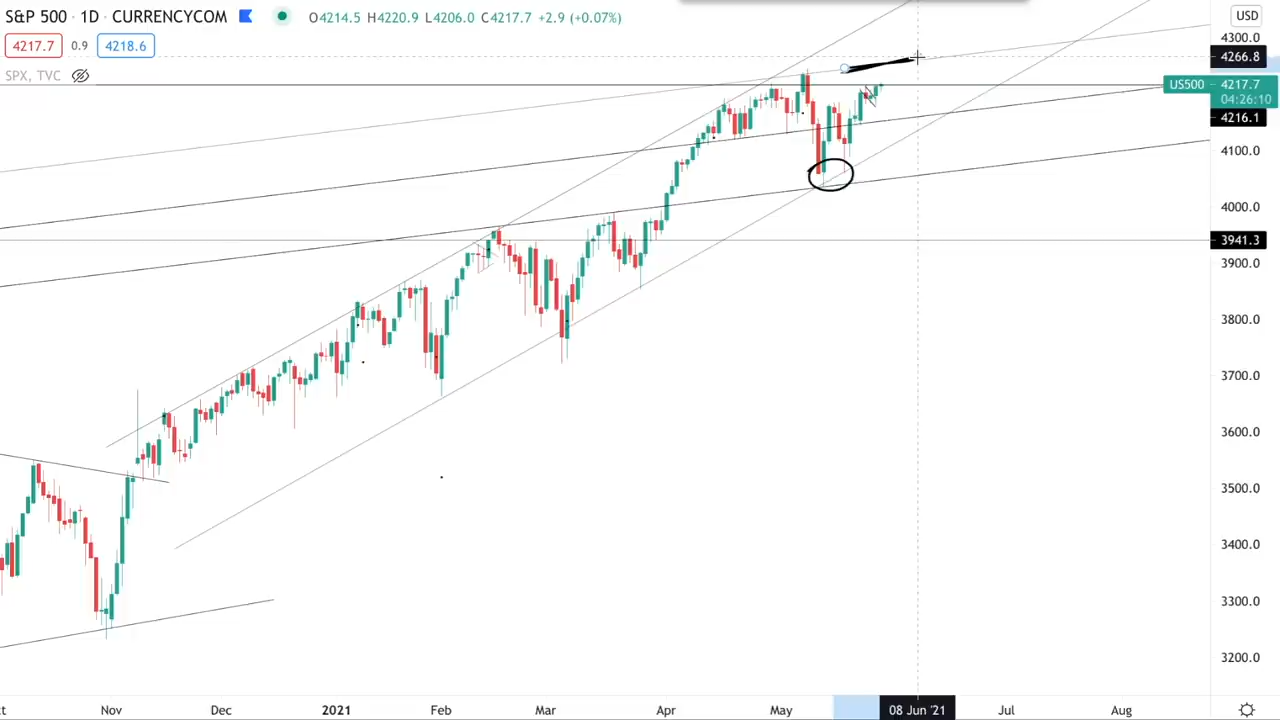 S&P 500 · 1D · CURRENCYCOM O4214.5 H4220.9 L4206.0 C4217.7 +2.9 (+0.07%)
4217.7 0.9 4218.6
SPX, TVC
USD
4300.0
4266.8
US500 4217.7
04:26:10
4216.1
4100.0
4000.0
3941.3
3900.0
3800.0
3700.0
3600.0
3500.0
3400.0
3300.0
3200.0
ct Nov Dec 2021 Feb Mar Apr May 08 Jun '21 Jul Aug